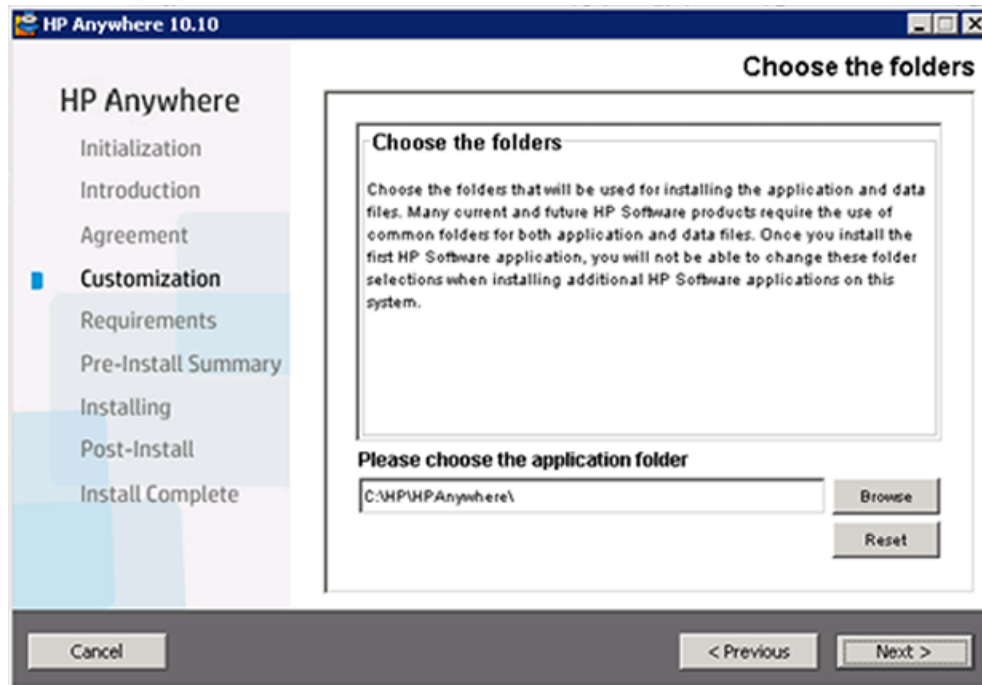 HP Anywhere 10.10
Choose the folders
HP Anywhere
Initialization
Introduction
Agreement
Customization
Requirements
Pre-Install Summary
Installing
Post-Install
Install Complete
Choose the folders
Choose the folders that will be used for installing the application and data
files. Many current and future HP Software products require the use of
common folders for both application and data files. Once you install the
first HP Software application, you will not be able to change these folder
selections when installing additional HP Software applications on this
system.
Please choose the application folder
C:\HP\HPAnywhere\
Browse
Reset
Cancel
< Previous
Next >